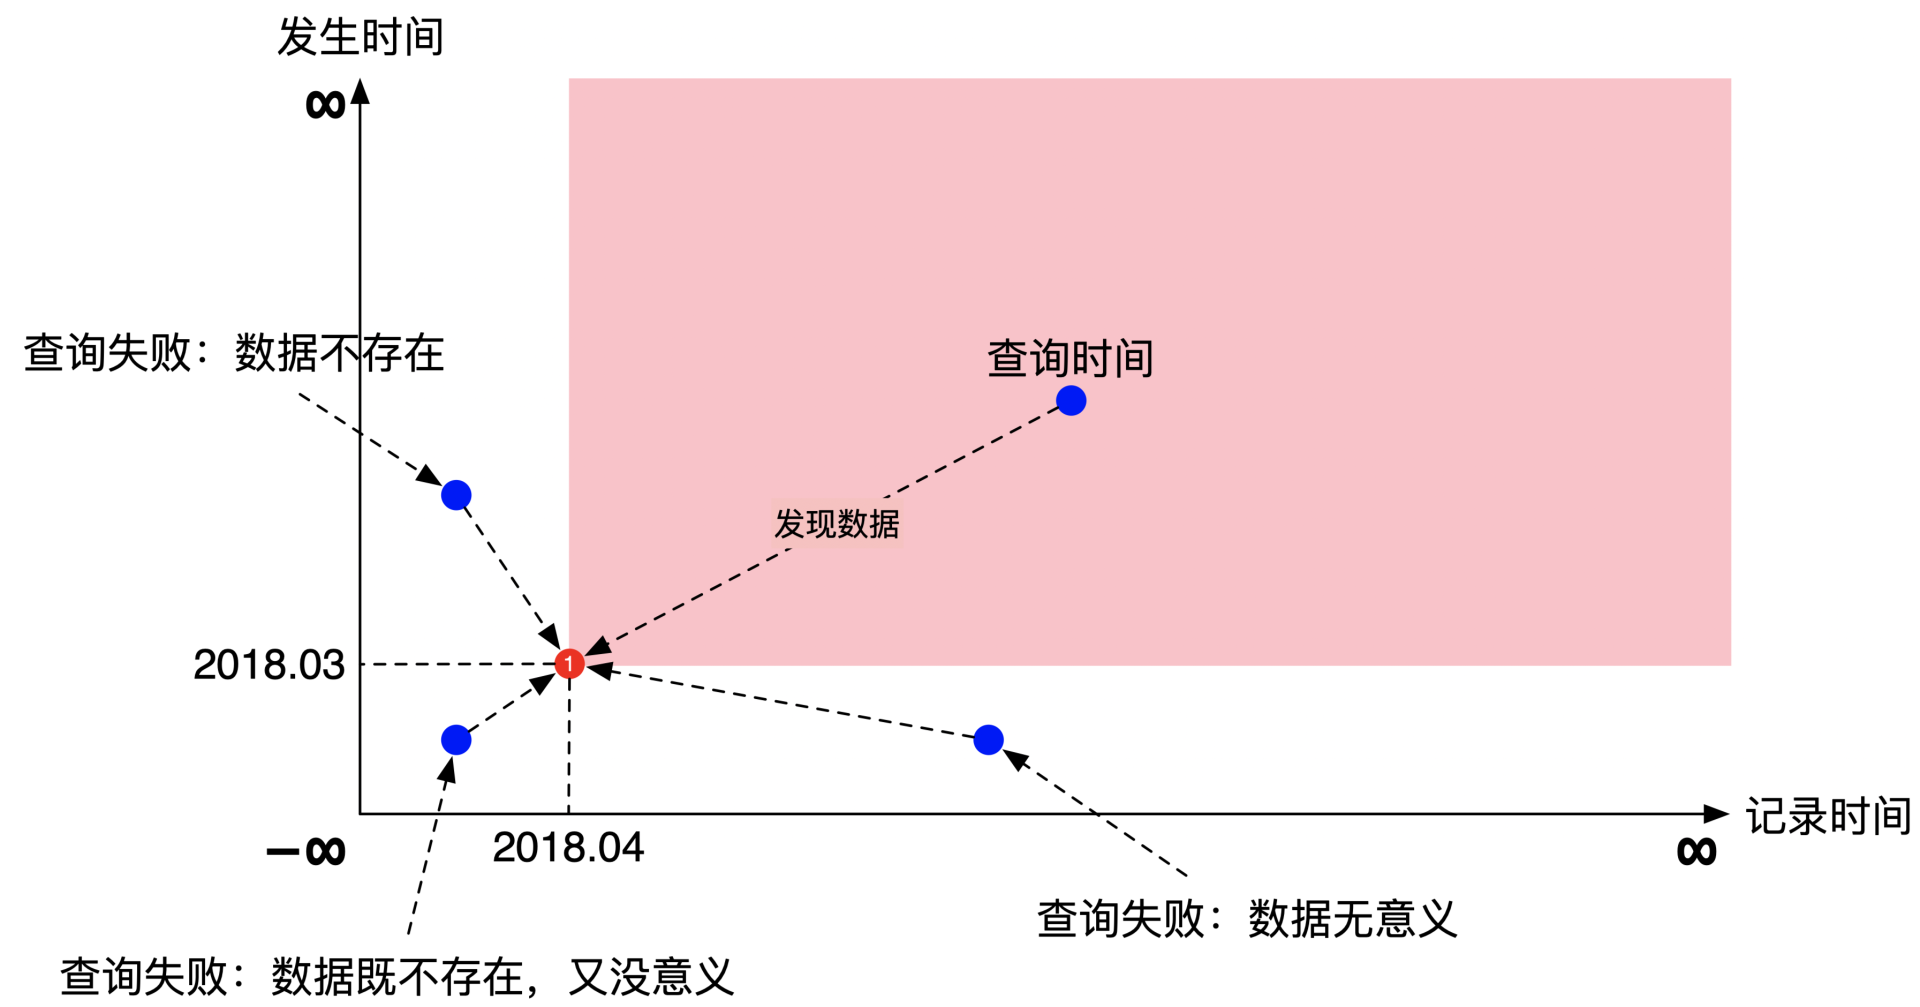 发生时间
∞
查询失败：数据不存在
查询时间
发现数据
2018.03
1
记录时间
−∞
2018.04
∞
查询失败：数据无意义
查询失败：数据既不存在，又没意义